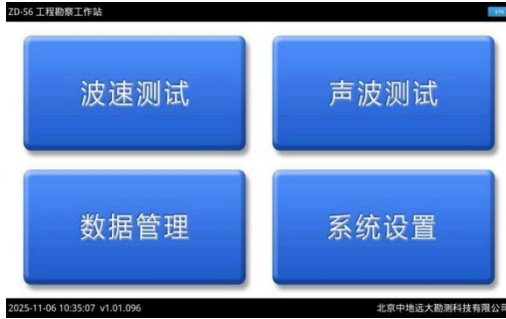 ZD-S6 工程勘察工作站
波速测试
声波测试
数据管理
系统设置
2025-11-06 10:35:07 v1.01.096
北京中地远大勘测科技有限公司